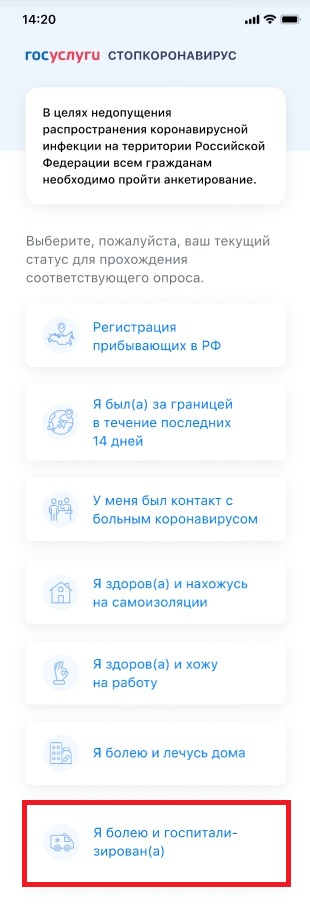 14:20
госуслуги СТОПКОРОНАВИРУС
В целях недопущения
распространения коронавирусной
инфекции на территории Российской
Федерации всем гражданам
необходимо пройти анкетирование.
Выберите, пожалуйста, ваш текущий
статус для прохождения
соответствующего опроса.
Регистрация
прибывающих в РФ
Я был(а) за границей
в течение последних
14 дней
У меня был контакт с
больным коронавирусом
Я здоров(а) и нахожусь
на самоизоляции
Я здоров(а) и хожу
на работу
Я болею и лечусь дома
Я болею и госпитали-
зирован(а)